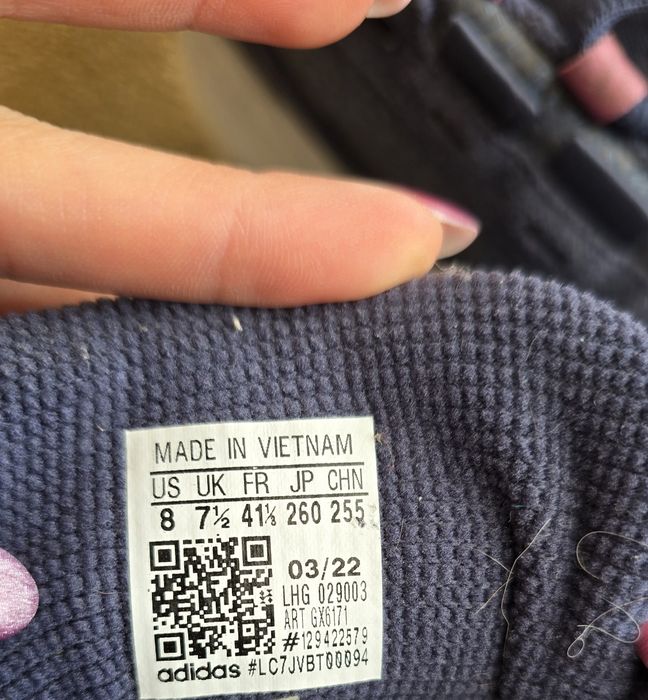 MADE IN VIETNAM
US UK FR JP CHN
8 7½ 41⅓ 260 255
03/22
LHG 029003
ART GX6171
#129422579
adidas #LC7JVBT00094